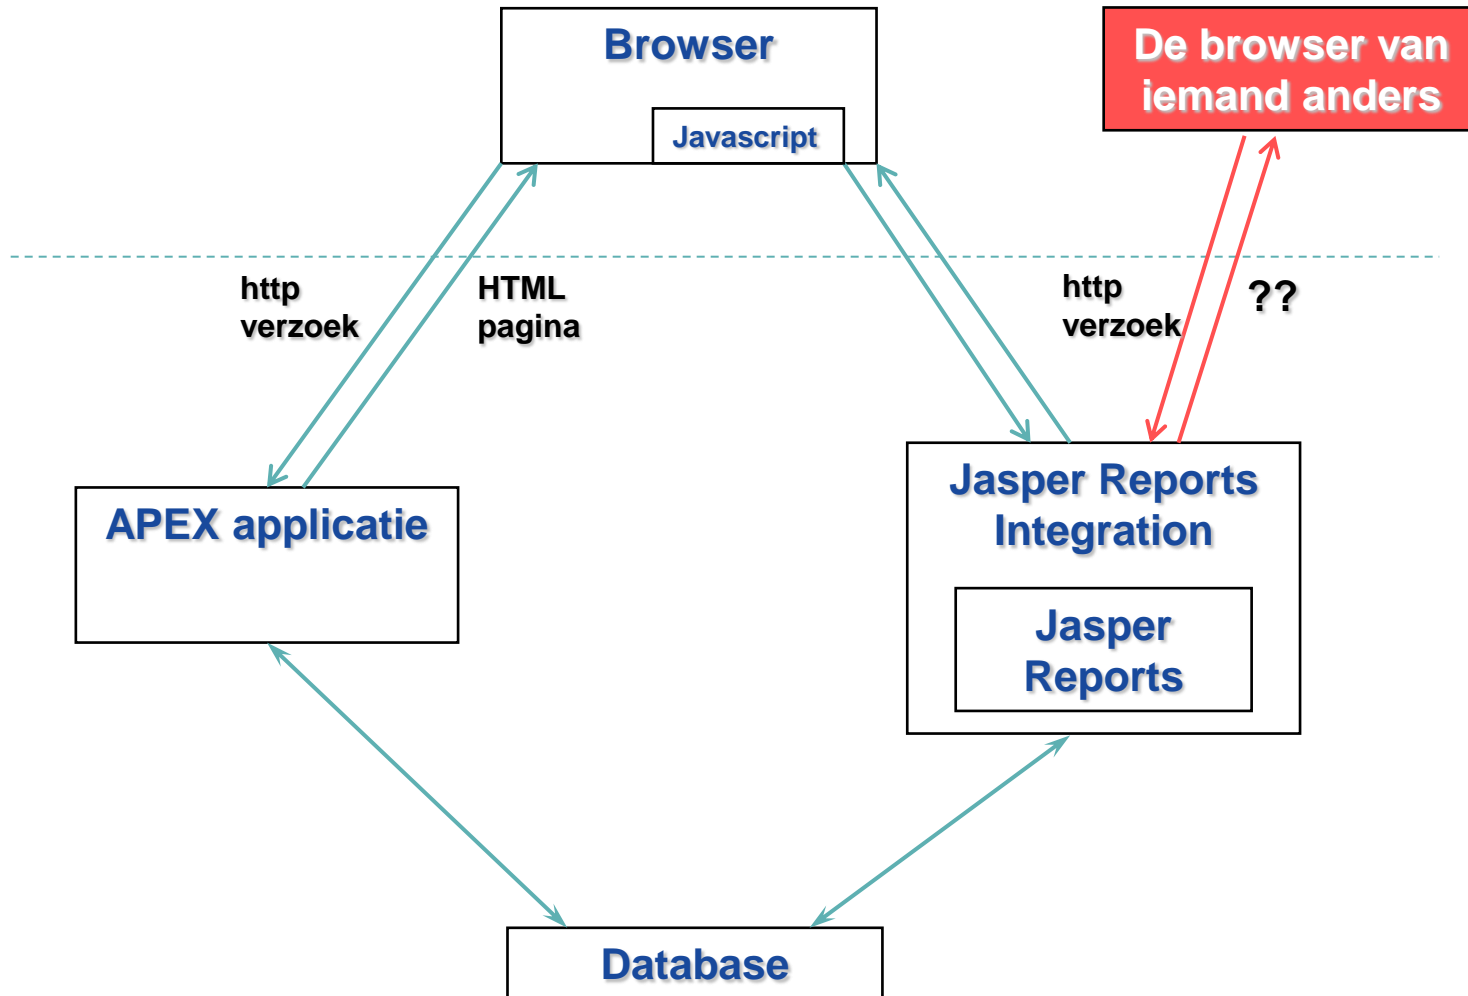 Browser
Javascript
De browser van
iemand anders
http
verzoek
HTML
pagina
http
verzoek
??
APEX applicatie
Jasper Reports
Integration
Jasper
Reports
Database